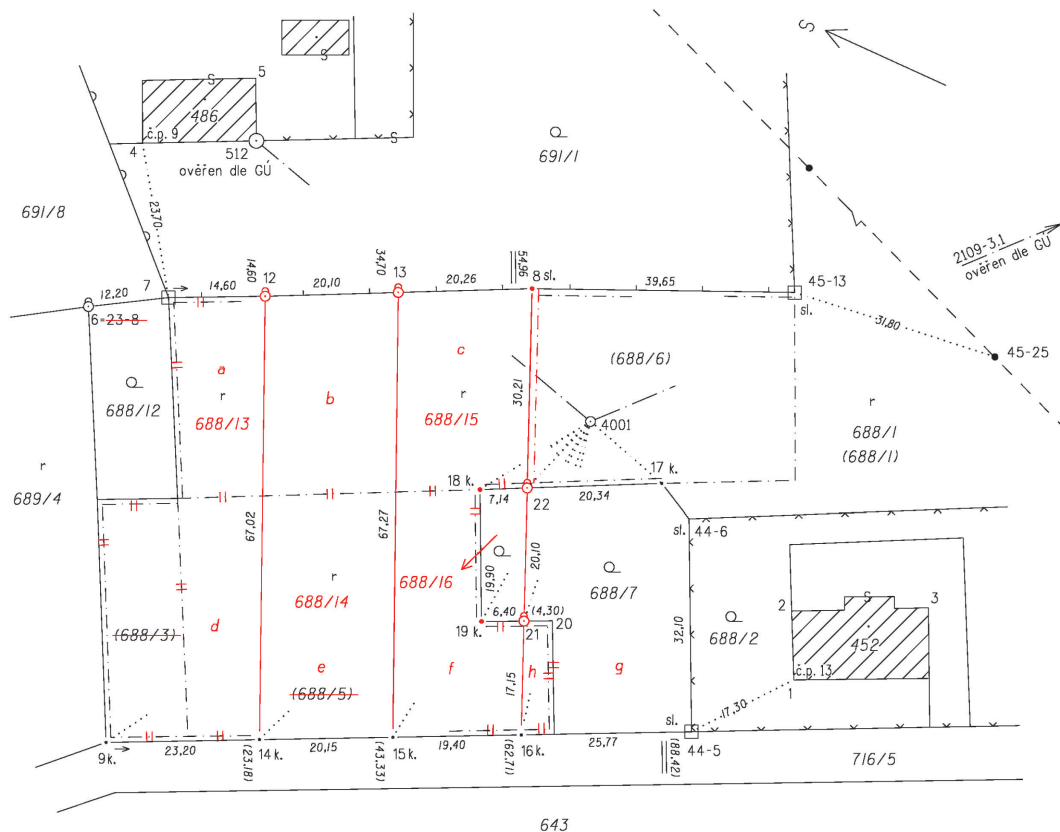 S
5
S
S
486
č.p. 9
4
512
S
ověřen dle GÚ
691/1
691/8
23,70
2109-3.1
ověřen dle GÚ
12,20
7
14,60
14,60
12
20,10
34,70
13
20,26
54,96
8 sl.
39,65
45-13
sl.
31,80
45-25
6=23-8
a
b
c
(688/6)
r
688/12
688/13
r
688/15
30,21
4001
r
688/1
(688/1)
r
689/4
18 k.
7,14
22
20,34
17 k.
sl.
44-6
67,02
67,27
r
688/14
688/16
19,90
20,10
688/7
688/2
32,10
2
S
3
452
č.p. 13
1
(688/3)
d
6,40
(4,30)
19 k.
21
20
e
(688/5)
f
h
g
17,15
17,30
sl.
44-5
9k.
23,20
(23.18)
14 k.
20,15
(43.33)
15k.
19,40
(62.71)
16k.
25,77
(88.42)
716/5
643